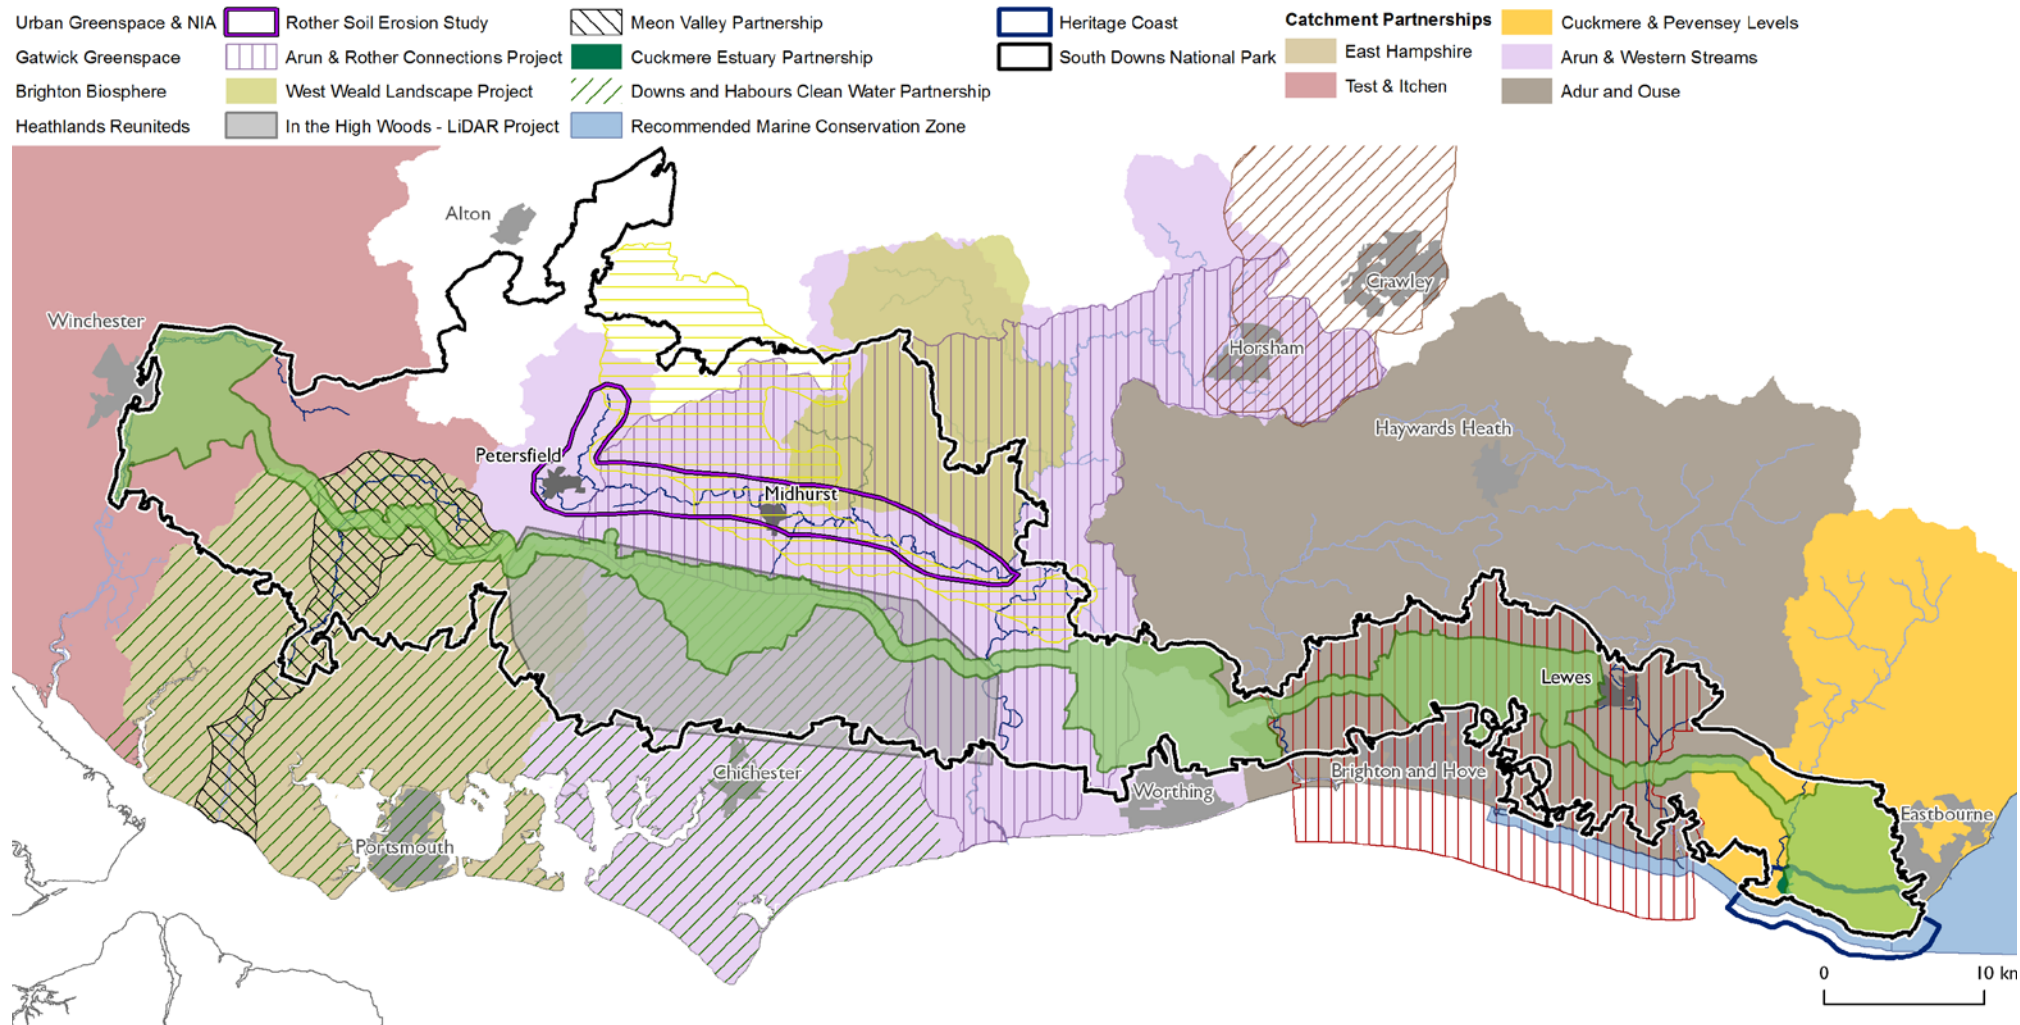 Urban Greenspace & NIA
Gatwick Greenspace
Brighton Biosphere
Heathlands Reuniteds
Rother Soil Erosion Study
Arun & Rother Connections Project
West Weald Landscape Project
In the High Woods - LiDAR Project
Meon Valley Partnership
Cuckmere Estuary Partnership
Downs and Habours Clean Water Partnership
Recommended Marine Conservation Zone
Heritage Coast
South Downs National Park
Catchment Partnerships
East Hampshire
Test & Itchen
Cuckmere & Pevensey Levels
Arun & Western Streams
Adur and Ouse
Alton
Winchester
Crawley
Horsham
Haywards Heath
Petersfield
Midhurst
Lewes
Chichester
Brighton and Hove
Worthing
Eastbourne
Portsmouth
0 10 km